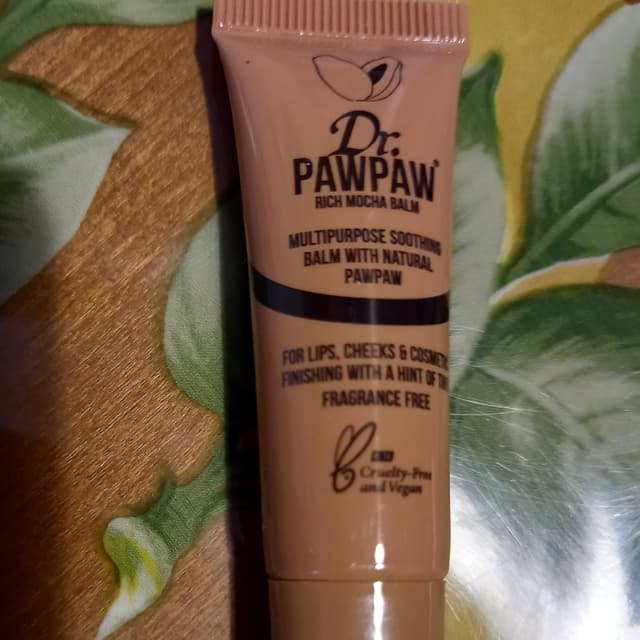 Dr.
PAWPAW
RICH MOCHA BALM
MULTIPURPOSE SOOTHING
BALM WITH NATURAL
PAWPAW
FOR LIPS, CHEEKS &
FINISHING WITH A HINT OF
FRAGRANCE FREE
Cruelty-Free
and Vegan